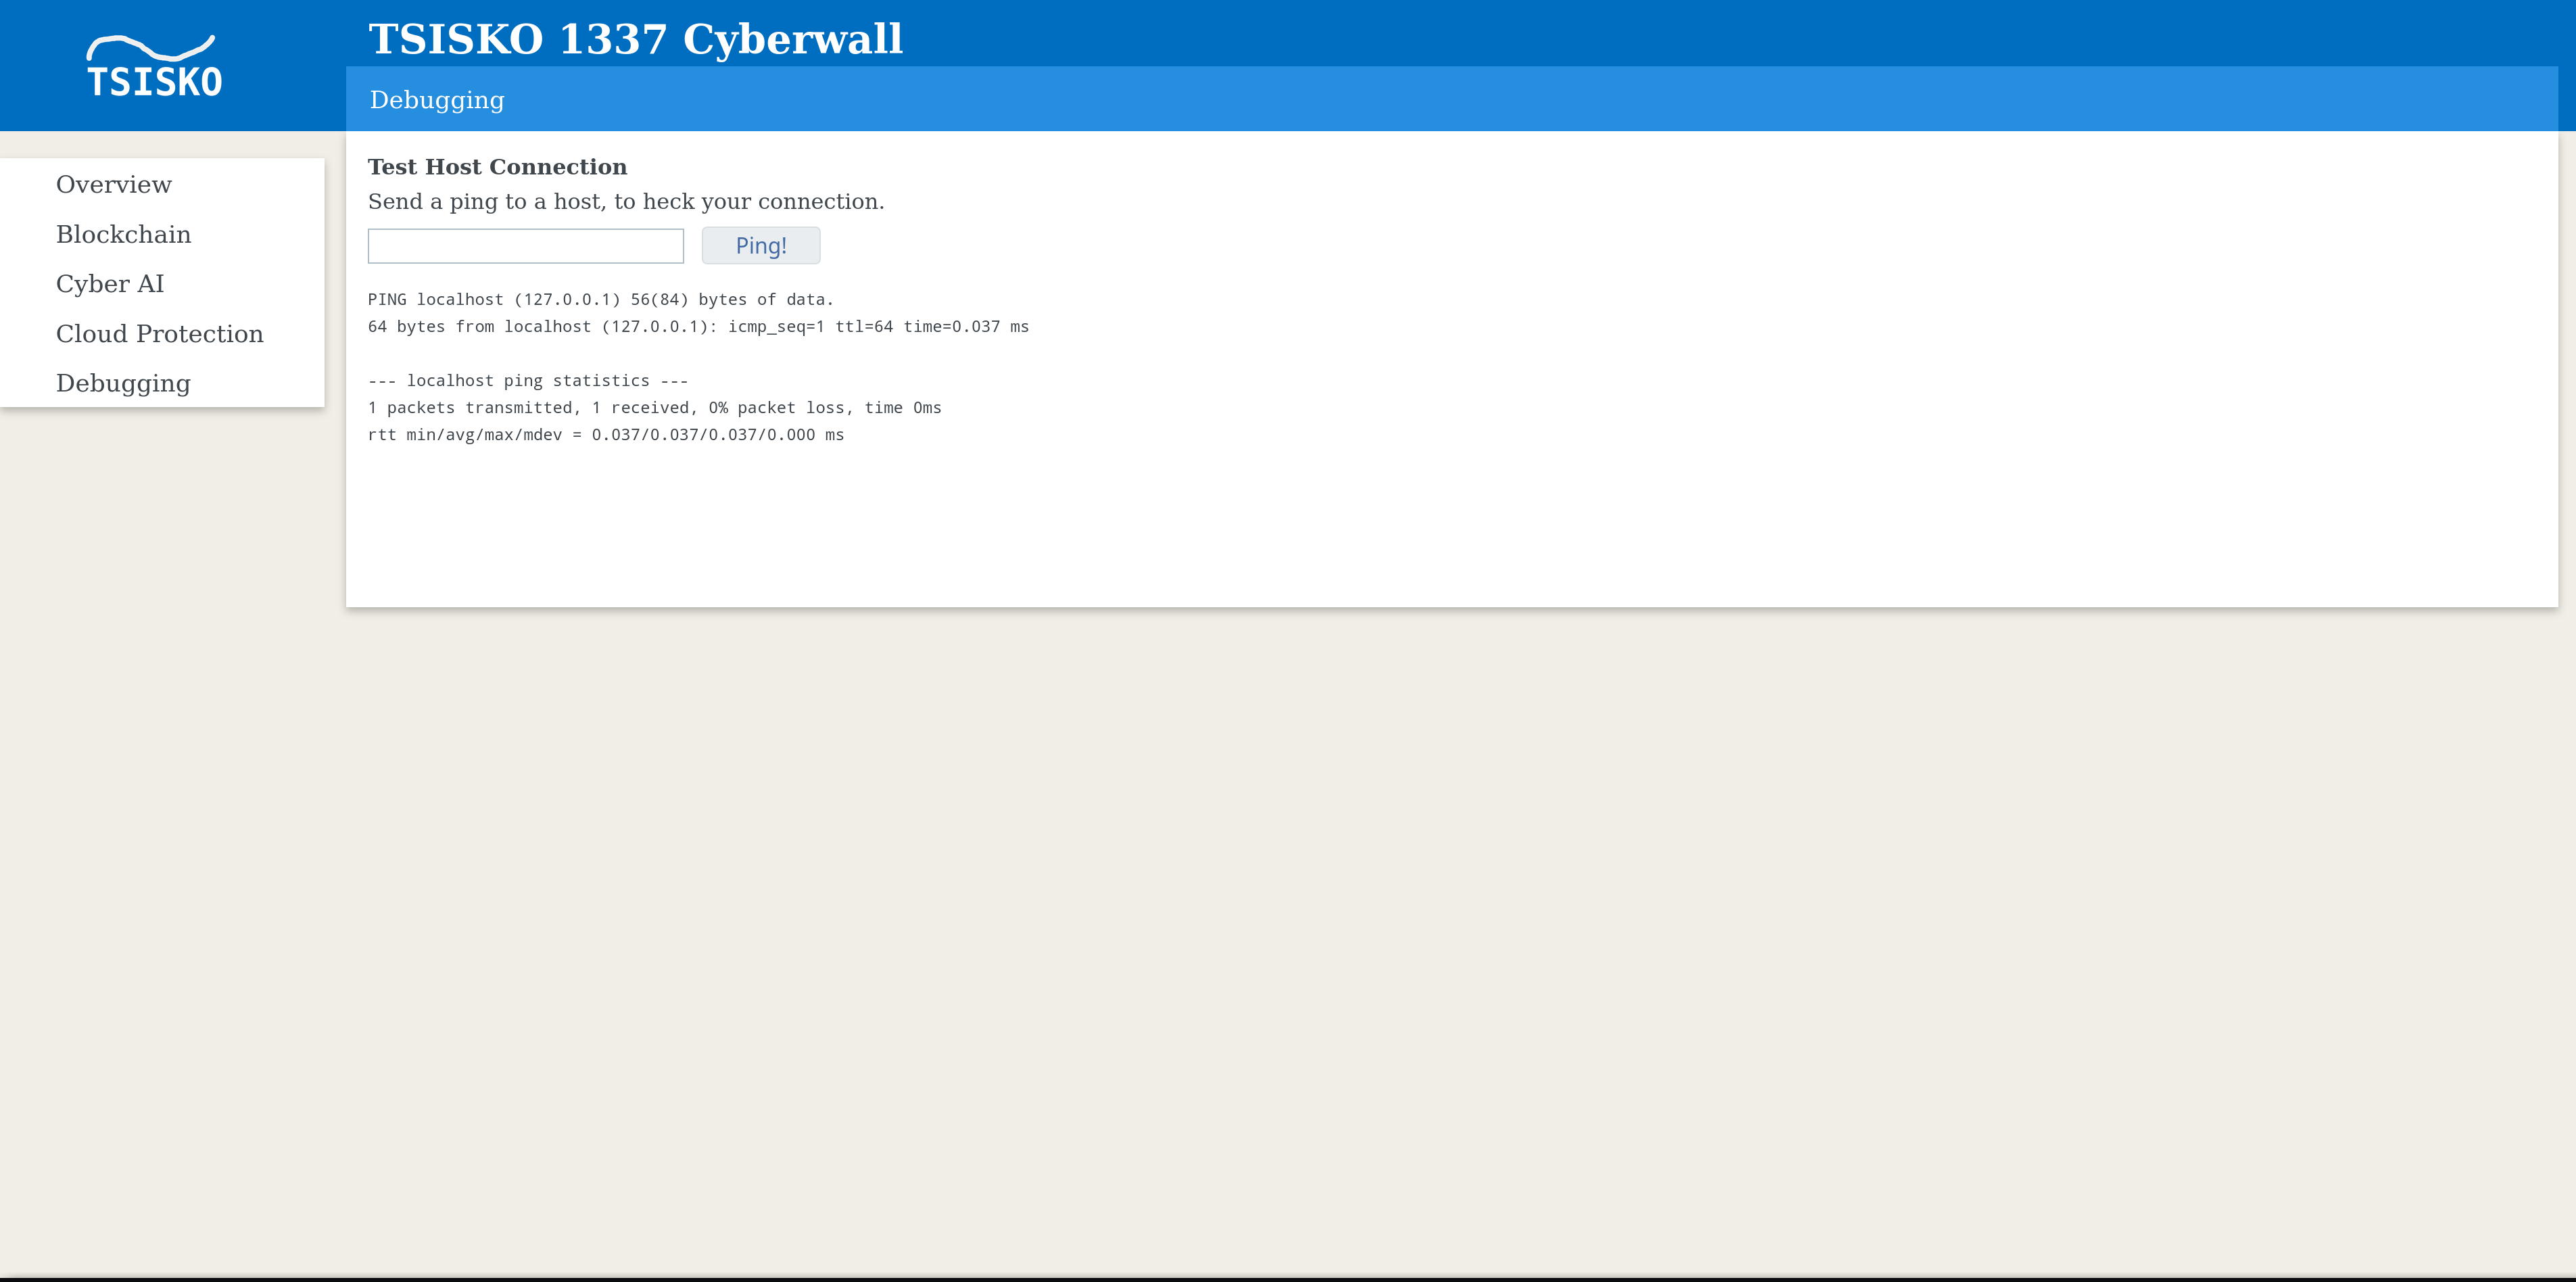 TSISKO
TSISKO 1337 Cyberwall
Debugging
Overview
Blockchain
Cyber AI
Cloud Protection
Debugging
Test Host Connection
Send a ping to a host, to heck your connection.
Ping!
PING localhost (127.0.0.1) 56(84) bytes of data.
64 bytes from localhost (127.0.0.1): icmp_seq=1 ttl=64 time=0.037 ms
--- localhost ping statistics ---
1 packets transmitted, 1 received, 0% packet loss, time 0ms
rtt min/avg/max/mdev = 0.037/0.037/0.037/0.000 ms